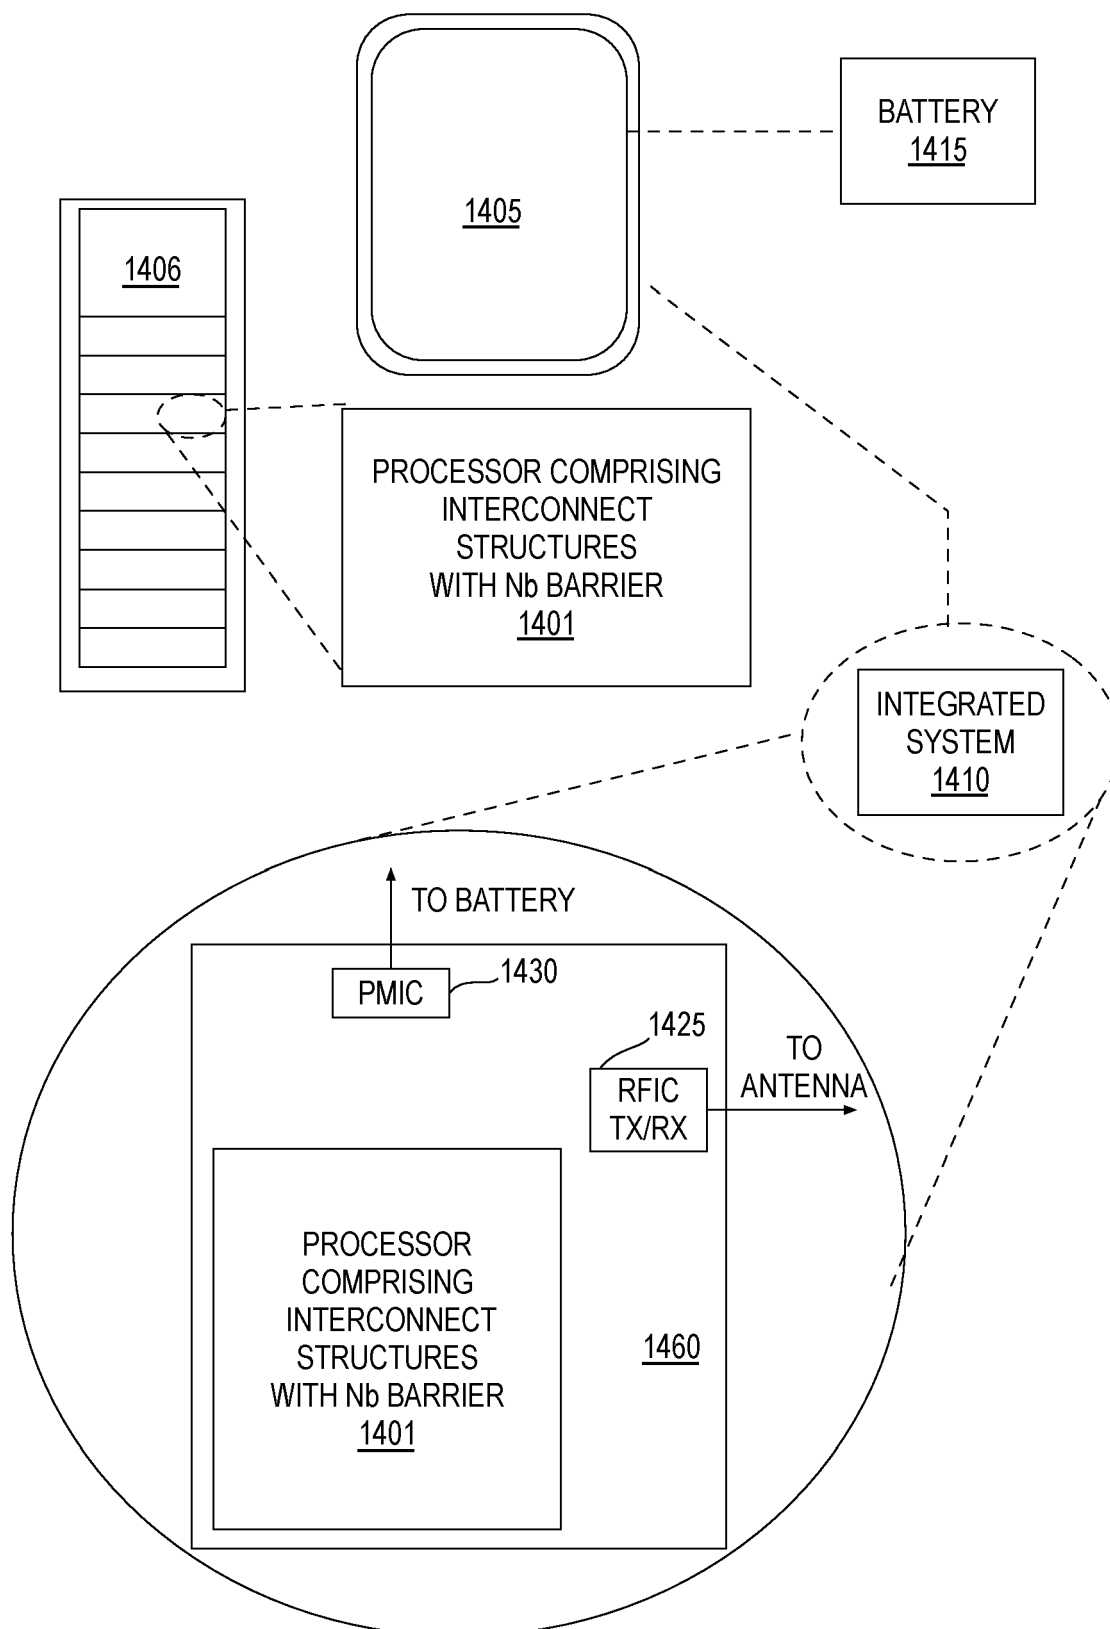 1405
BATTERY
1415
1406
PROCESSOR COMPRISING
INTERCONNECT
STRUCTURES
WITH Nb BARRIER
1401
INTEGRATED
SYSTEM
1410
TO BATTERY
PMIC
1430
1425
RFIC
TX/RX
TO
ANTENNA
PROCESSOR
COMPRISING
INTERCONNECT
STRUCTURES
WITH Nb BARRIER
1401
1460